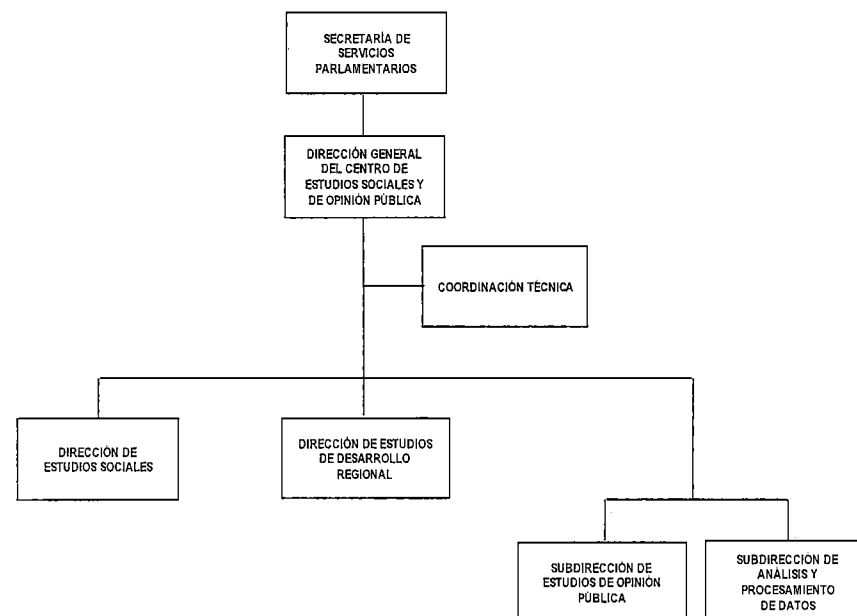 SECRETARÍA DE
SERVICIOS
PARLAMENTARIOS
DIRECCIÓN GENERAL
DEL CENTRO DE
ESTUDIOS SOCIALES Y
DE OPINIÓN PÚBLICA
COORDINACIÓN TÉCNICA
DIRECCIÓN DE
ESTUDIOS SOCIALES
DIRECCIÓN DE ESTUDIOS
DE DESARROLLO
REGIONAL
SUBDIRECCIÓN DE
ESTUDIOS DE OPINIÓN
PÚBLICA
SUBDIRECCIÓN DE
ANÁLISIS Y
PROCESAMIENTO
DE DATOS